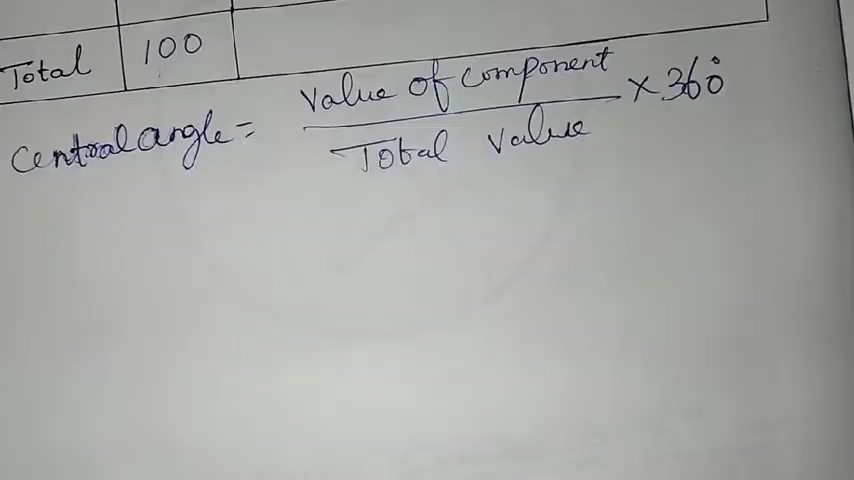 Total 100
Central angle = Value of component / Total value × 360°